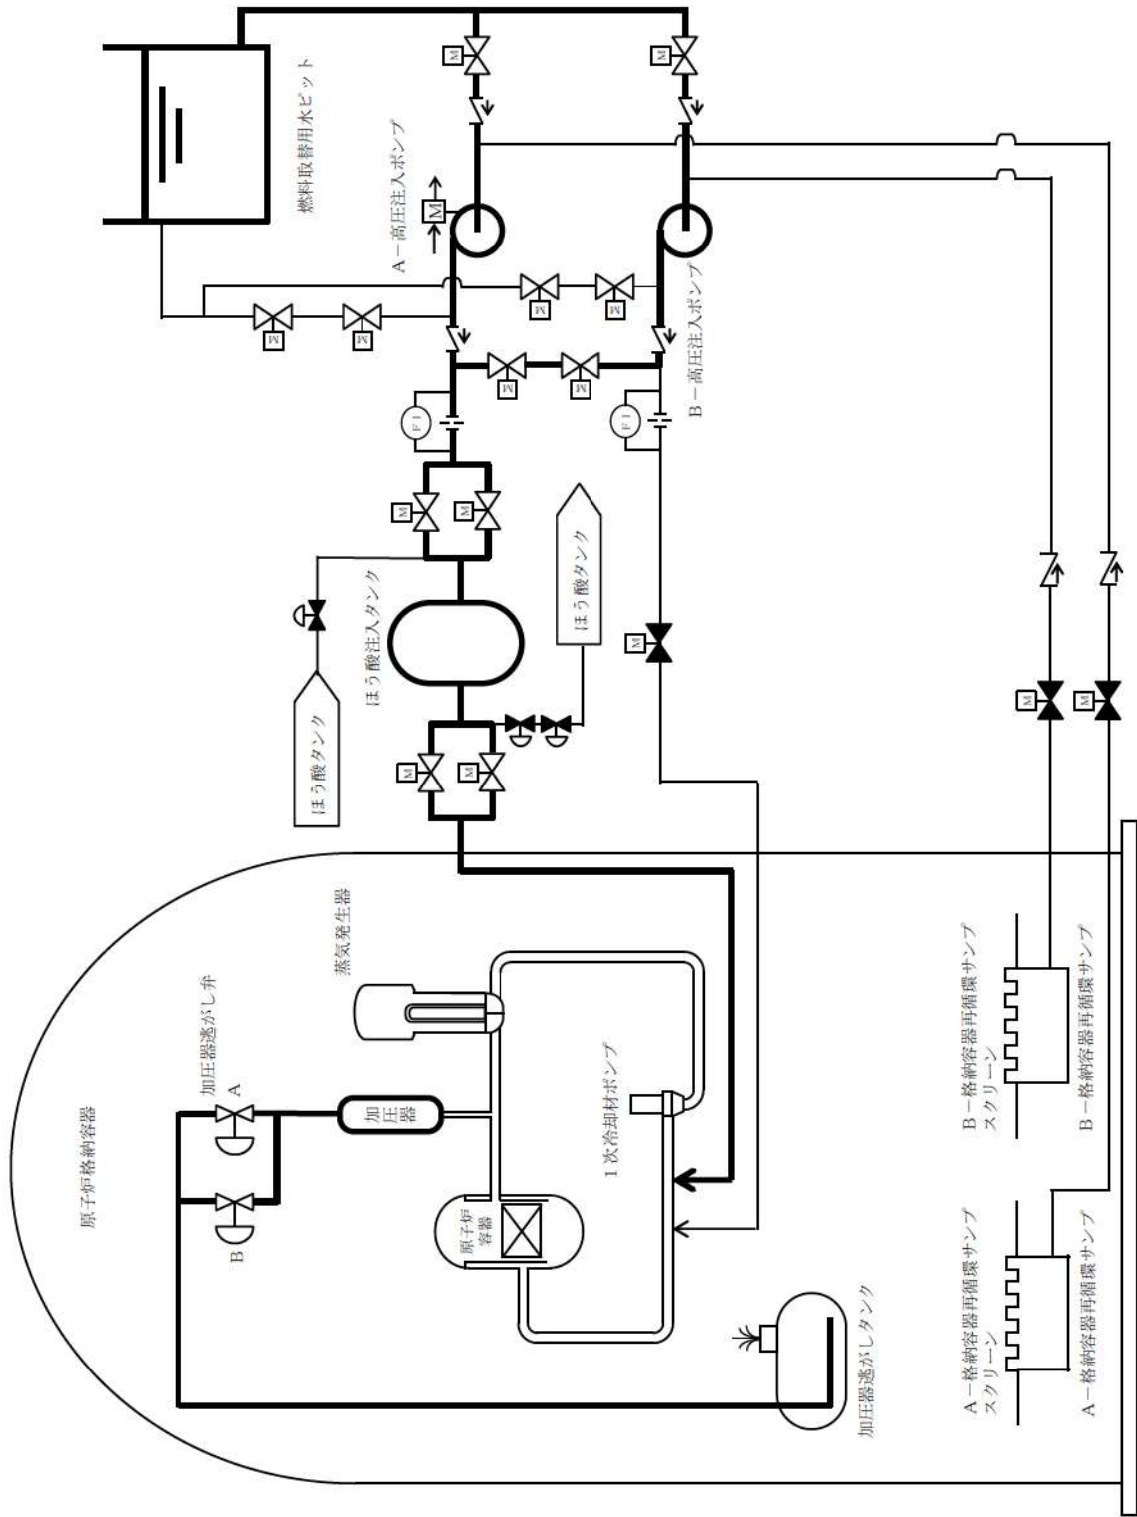 原子炉格納容器
加圧器逃がし弁
A
B
加圧器
蒸気発生器
原子炉
容器
1次冷却材ポンプ
加圧器逃がしタンク
A－格納容器再循環サンプ
スクリーン
A－格納容器再循環サンプ
B－格納容器再循環サンプ
スクリーン
B－格納容器再循環サンプ
ほう酸タンク
ほう酸注入タンク
ほう酸タンク
M
M
M
M
M
M
M
FI
FI
M
M
M
M
M
M
A－高圧注入ポンプ
M
B－高圧注入ポンプ
燃料取替用水ピット
M
M